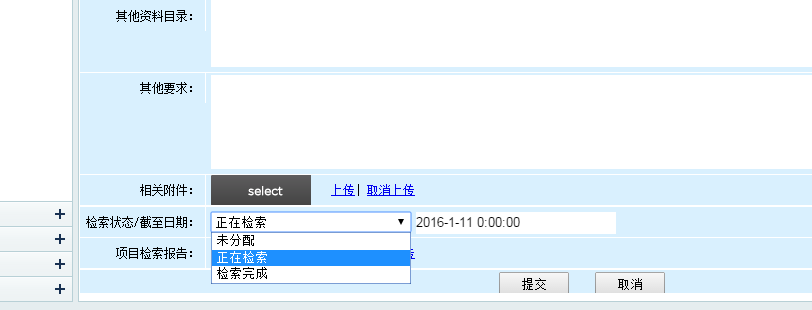 其他资料目录：
其他要求：
相关附件： select 上传| 取消上传
检索状态/截至日期： 正在检索 2016-1-11 0:00:00
未分配
项目检索报告： 正在检索
检索完成
提交 取消